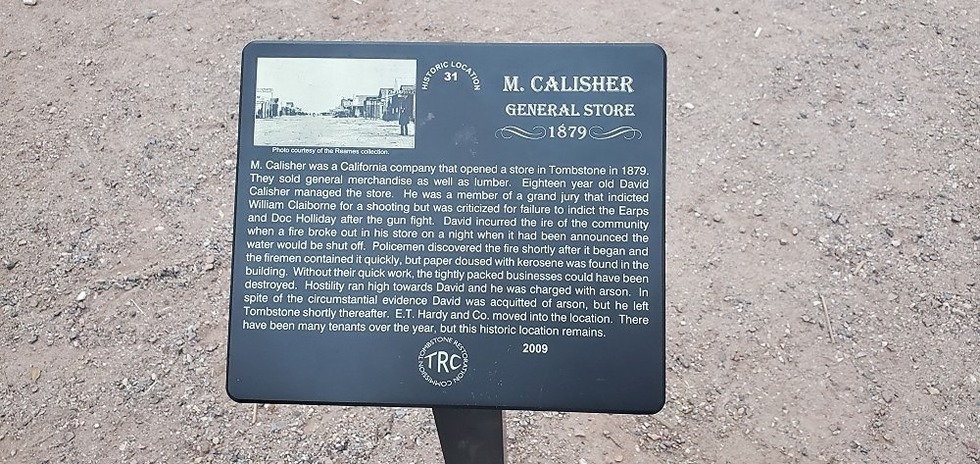 HISTORIC LOCATION
31
M. CALISHER
GENERAL STORE
1879
Photo courtesy of the Reames collection.
M. Calisher was a California company that opened a store in Tombstone in 1879.
They sold general merchandise as well as lumber. Eighteen year old David
Calisher managed the store. He was a member of a grand jury that indicted
William Claiborne for a shooting but was criticized for failure to indict the Earps
and Doc Holliday after the gun fight. David incurred the ire of the community
when a fire broke out in his store on a night when it had been announced the
water would be shut off. Policemen discovered the fire shortly after it began and
the firemen contained it quickly, but paper doused with kerosene was found in the
building. Without their quick work, the tightly packed businesses could have been
destroyed. Hostility ran high towards David and he was charged with arson. In
spite of the circumstantial evidence David was acquitted of arson, but he left
Tombstone shortly thereafter. E.T. Hardy and Co. moved into the location. There
have been many tenants over the year, but this historic location remains.
2009
TOMBSTONE RESTORATION COMMISSION
TRC